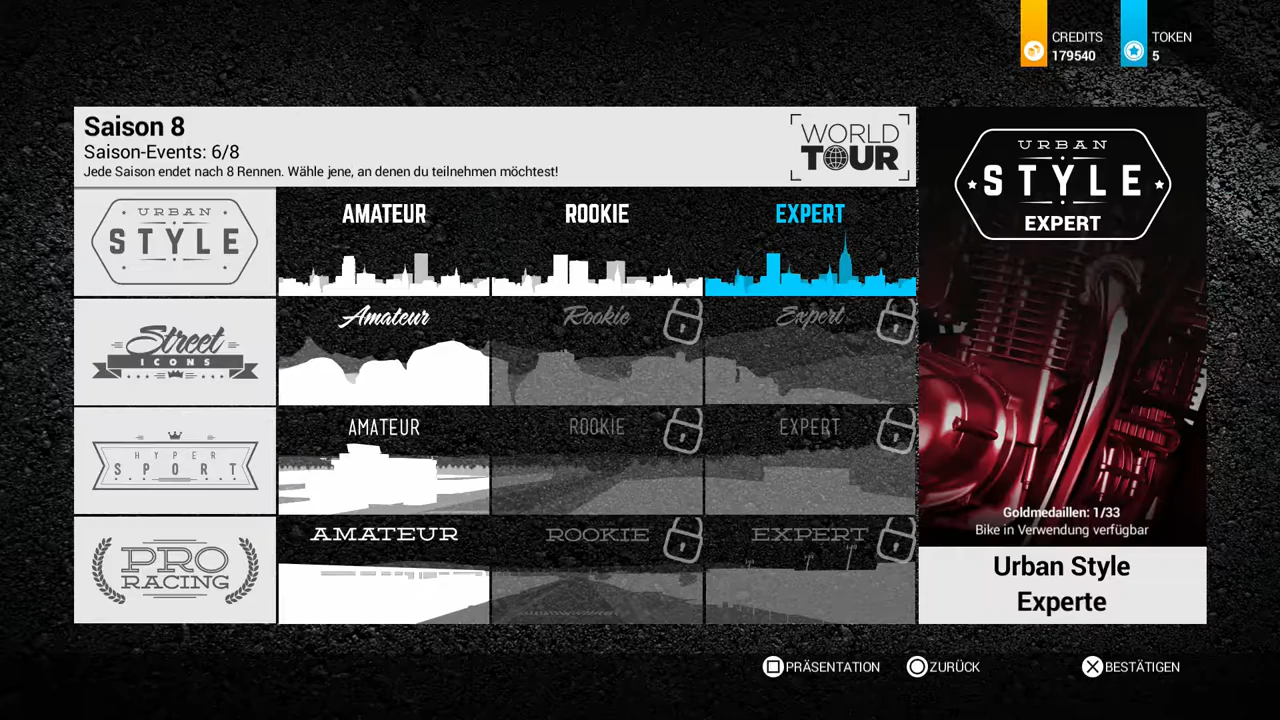 CREDITS
179540
TOKEN
5
Saison 8
Saison-Events: 6/8
Jede Saison endet nach 8 Rennen. Wähle jene, an denen du teilnehmen möchtest!
WORLD
TOUR
URBAN
STYLE
AMATEUR
ROOKIE
EXPERT
Street
ICONS
Amateur
Rookie
Expert
HYPER
SPORT
AMATEUR
ROOKIE
EXPERT
PRO
RACING
AMATEUR
ROOKIE
EXPERT
URBAN
STYLE
EXPERT
Goldmedaillen: 1/33
Bike in Verwendung verfügbar
Urban Style
Experte
PRÄSENTATION
ZURÜCK
BESTÄTIGEN